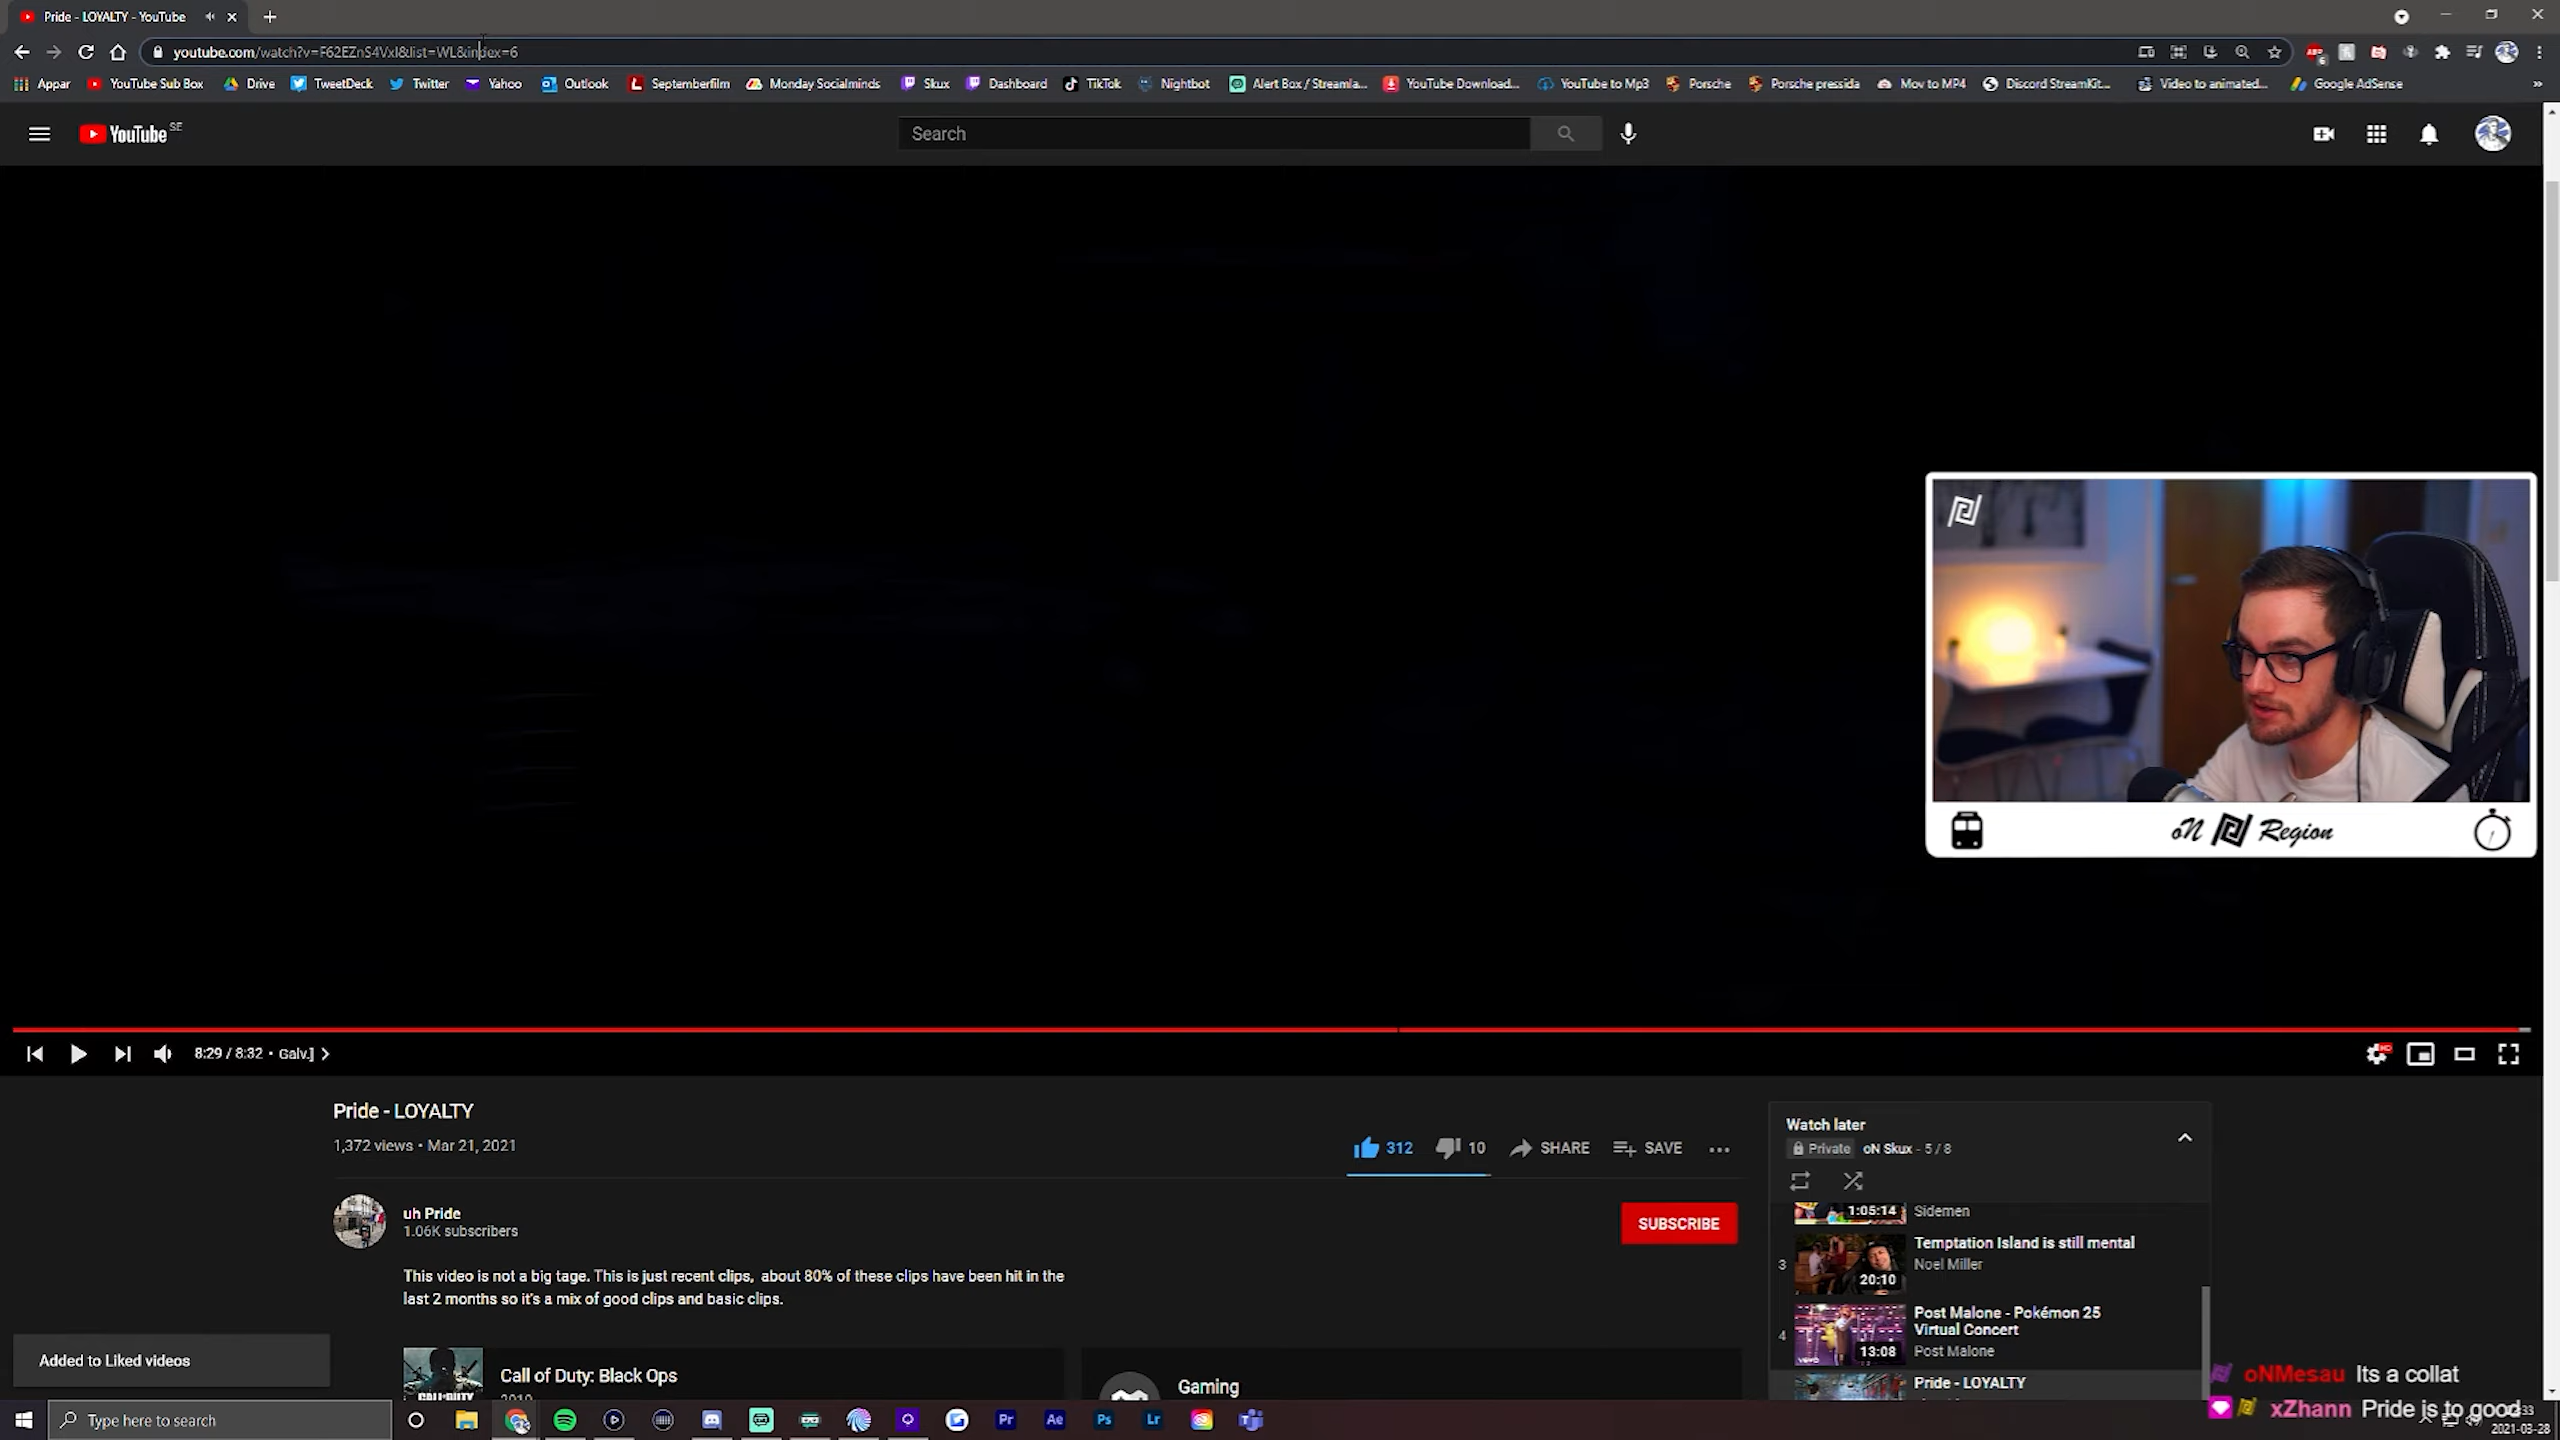 Pride - LOYALTY - YouTube
youtube.com/watch?v=F62EZnS4VxI&list=WL&index=6
Appar YouTube Sub Box Drive TweetDeck Twitter Yahoo Outlook Septemberfilm Monday Socialminds Skux Dashboard TikTok Nightbot Alert Box / Streamla... YouTube Download... YouTube to Mp3 Porsche Porsche pressida Mov to MP4 Discord StreamKit... Video to animated... Google AdSense »
YouTube SE
Search
oN Region
8:29 / 8:32 • Galv.]
HD
Pride - LOYALTY
1,372 views • Mar 21, 2021
312 10 SHARE SAVE ...
uh Pride
1.06K subscribers
SUBSCRIBE
This video is not a big tage. This is just recent clips, about 80% of these clips have been hit in the
last 2 months so it's a mix of good clips and basic clips.
Call of Duty: Black Ops
2010
Gaming
Added to Liked videos
Watch later
Private oN Skux - 5 / 8
1:05:14
Sidemen
3
20:10
Temptation Island is still mental
Noel Miller
4
vevo
13:08
Post Malone - Pokémon 25
Virtual Concert
Post Malone
Pride - LOYALTY
oNMesau Its a collat
xZhann Pride is to good
Type here to search
Pr Ae Ps Lr
2021-03-28